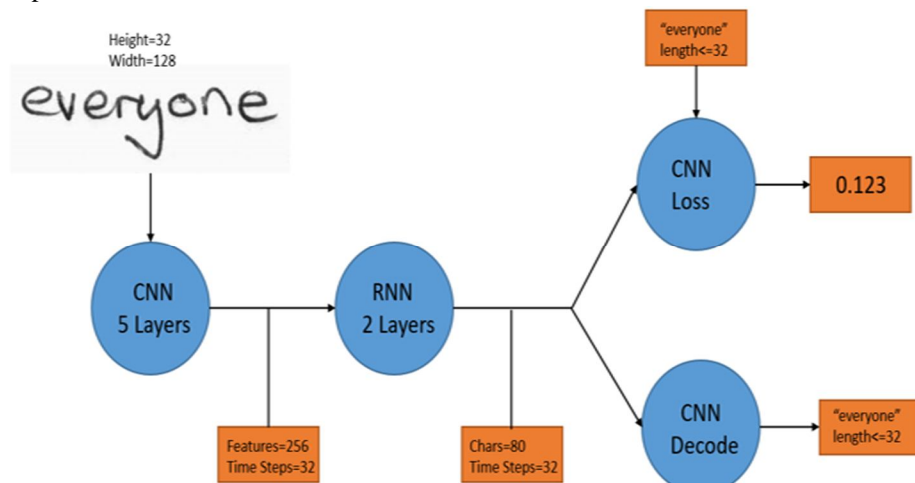 Height=32
Width=128
everyone
"everyone"
length<=32
CNN
Loss
0.123
CNN
5 Layers
RNN
2 Layers
Features=256
Time Steps=32
Chars=80
Time Steps=32
CNN
Decode
"everyone"
length<=32